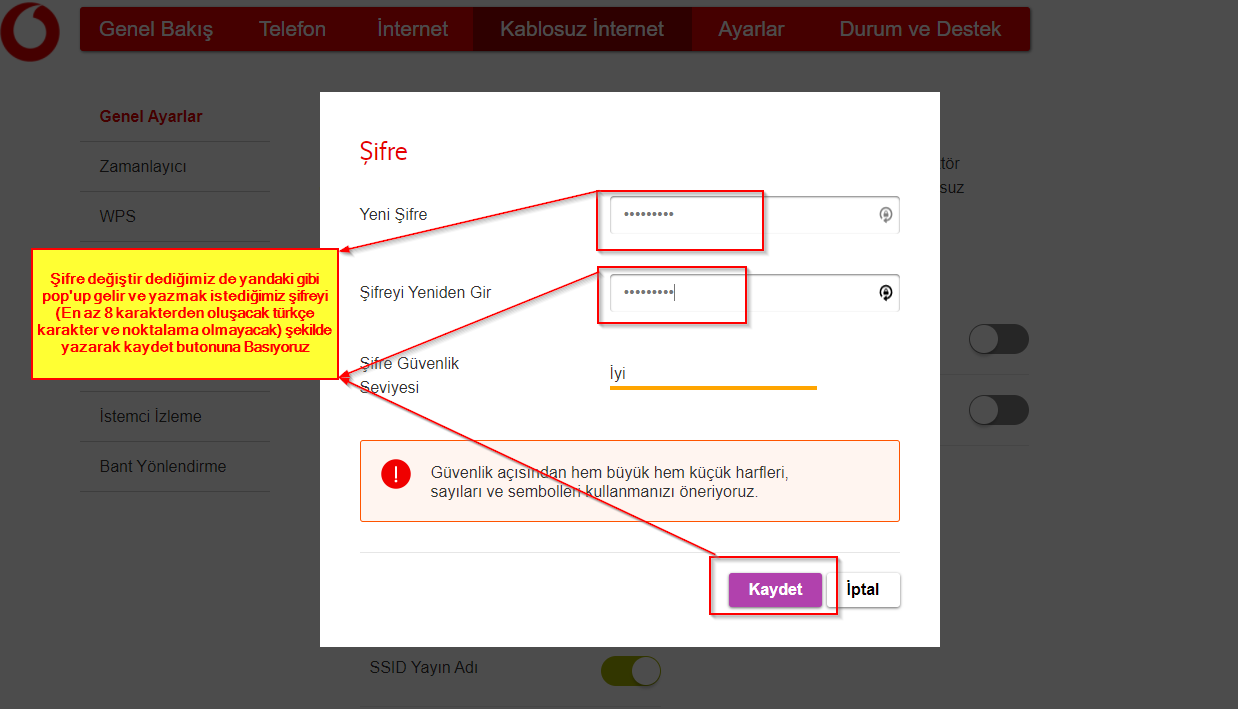 Genel Bakış Telefon İnternet Kablosuz İnternet Ayarlar Durum ve Destek
Genel Ayarlar
Zamanlayıcı
WPS
İstemci İzleme
Bant Yönlendirme
Şifre değiştir dediğimiz de yandaki gibi
pop'up gelir ve yazmak istediğimiz şifreyi
(En az 8 karakterden oluşacak türkçe
karakter ve noktalama olmayacak) şekilde
yazarak kaydet butonuna Basıyoruz
Şifre
Yeni Şifre •••••••••
Şifreyi Yeniden Gir •••••••••
Şifre Güvenlik
Seviyesi
İyi
Güvenlik açısından hem büyük hem küçük harfleri,
sayıları ve sembolleri kullanmanızı öneriyoruz.
Kaydet İptal
tör
suz
SSID Yayın Adı